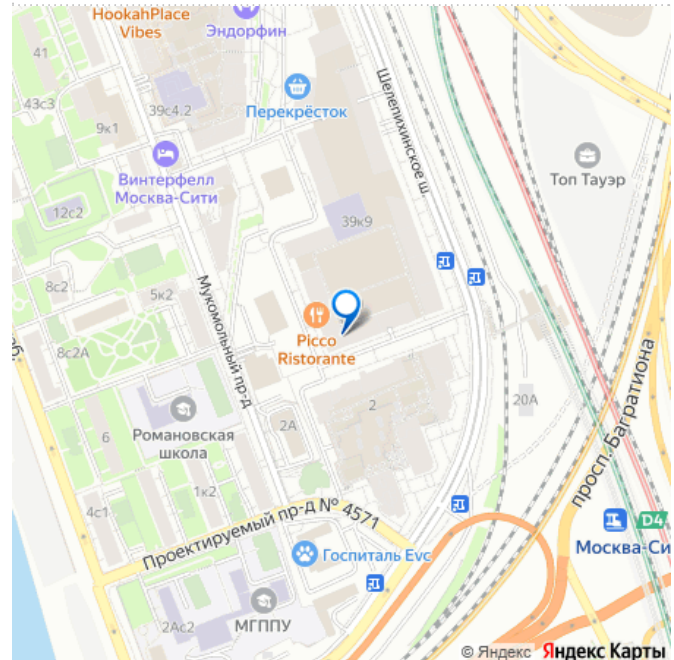 HookahPlace
Vibes
Эндорфин
41
43с3
39с4.2
9к1
Перекрёсток
Шелепихинское ш.
Винтерфелл
Москва-Сити
Топ Тауэр
12с2
39к9
8с2
5к2
Мукомольный пр-д
Picco
Ristorante
8с2А
наб.
просп. Багратиона
20А
2
2А
Романовская
школа
6
1к2
4с1
Проектируемый пр-д № 4571
D4
Москва-Си
Госпиталь Evc
2Ас2
МГППУ
© Яндекс Яндекс Карты